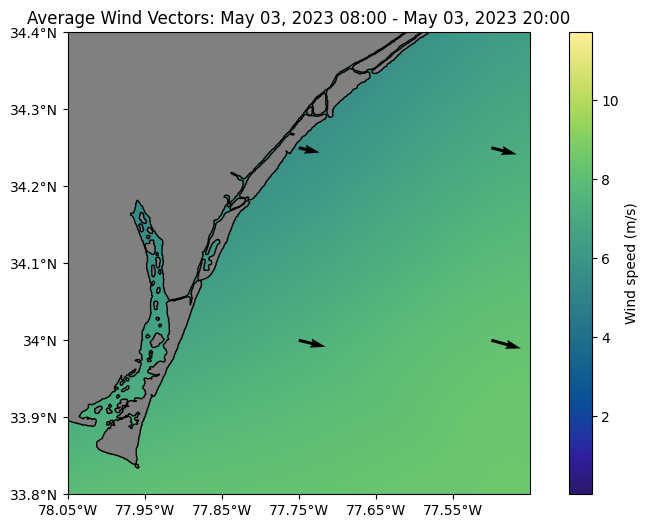 Average Wind Vectors: May 03, 2023 08:00 - May 03, 2023 20:00
34.4°N
34.3°N
34.2°N
34.1°N
34°N
33.9°N
33.8°N
78.05°W
77.95°W
77.85°W
77.75°W
77.65°W
77.55°W
10
8
6
4
2
Wind speed (m/s)